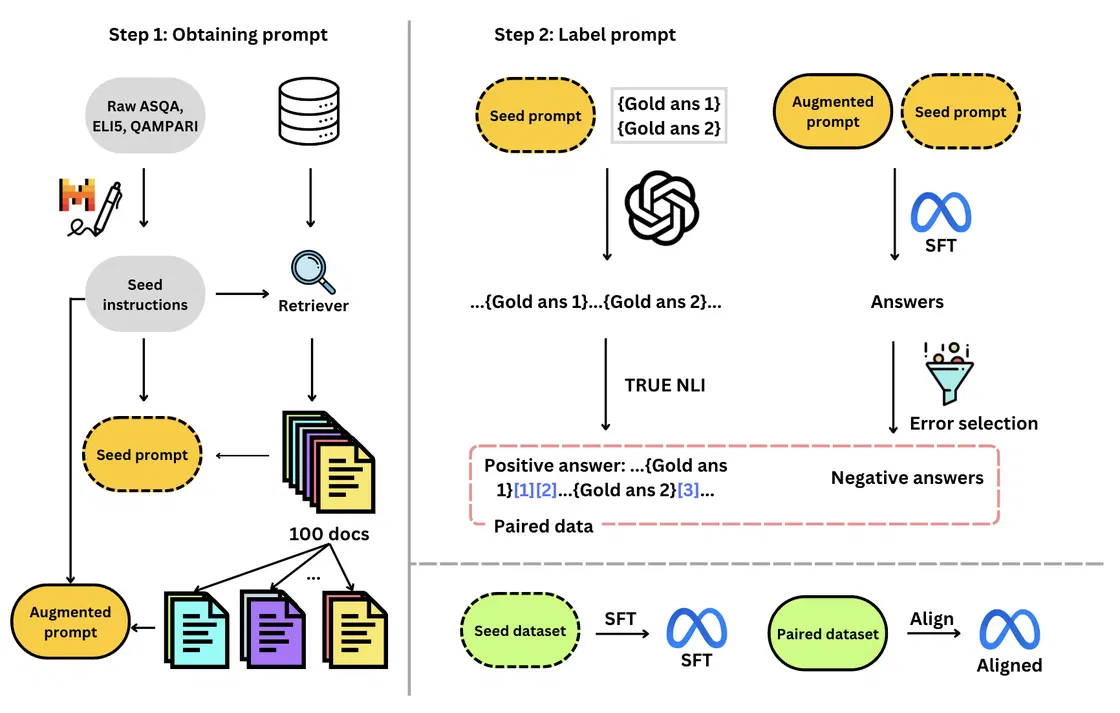 Step 1: Obtaining prompt
Raw ASQA,
ELI5, QAMPARI
Seed
instructions
Retriever
Seed prompt
100 docs
...
Augmented
prompt
Step 2: Label prompt
Seed prompt
{Gold ans 1}
{Gold ans 2}
Augmented
prompt
Seed prompt
SFT
...{Gold ans 1}...{Gold ans 2}...
Answers
TRUE NLI
Error selection
Positive answer: ...{Gold ans
1}[1][2]...{Gold ans 2}[3]...
Negative answers
Paired data
Seed dataset
SFT
SFT
Paired dataset
Align
Aligned